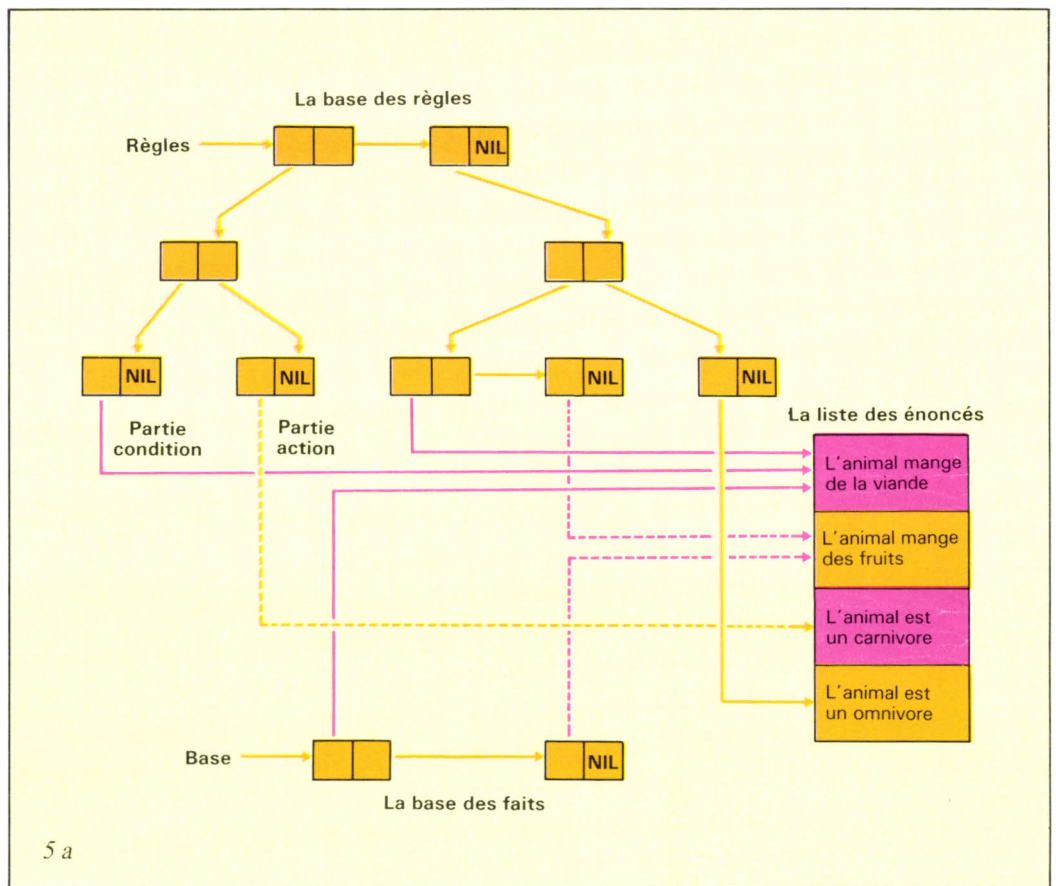 La base des règles
Règles
NIL
NIL
NIL
NIL
NIL
Partie
condition
Partie
action
La liste des énoncés
L'animal mange
de la viande
L'animal mange
des fruits
L'animal est
un carnivore
L'animal est
un omnivore
Base
NIL
La base des faits
5 a